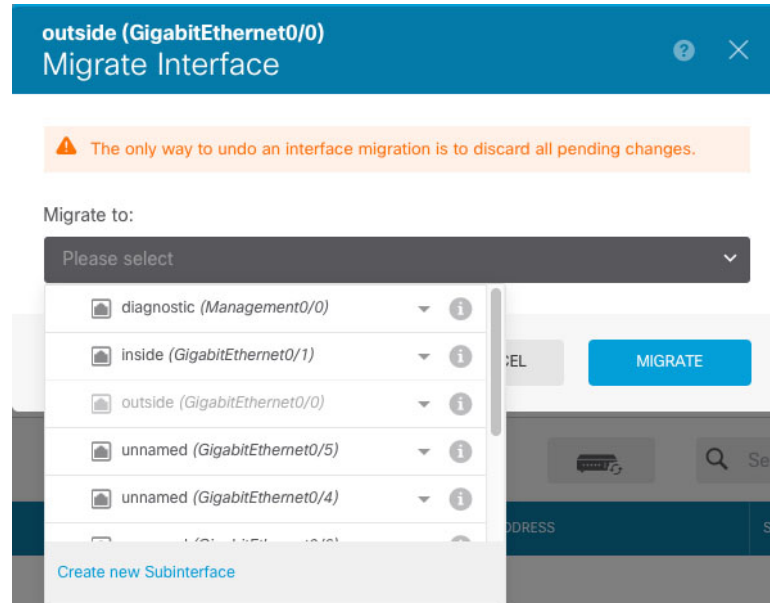 outside (GigabitEthernet0/0)
Migrate Interface
The only way to undo an interface migration is to discard all pending changes.
Migrate to:
Please select
diagnostic (Management0/0)
inside (GigabitEthernet0/1)
outside (GigabitEthernet0/0)
unnamed (GigabitEthernet0/5)
unnamed (GigabitEthernet0/4)
Create new Subinterface
MIGRATE